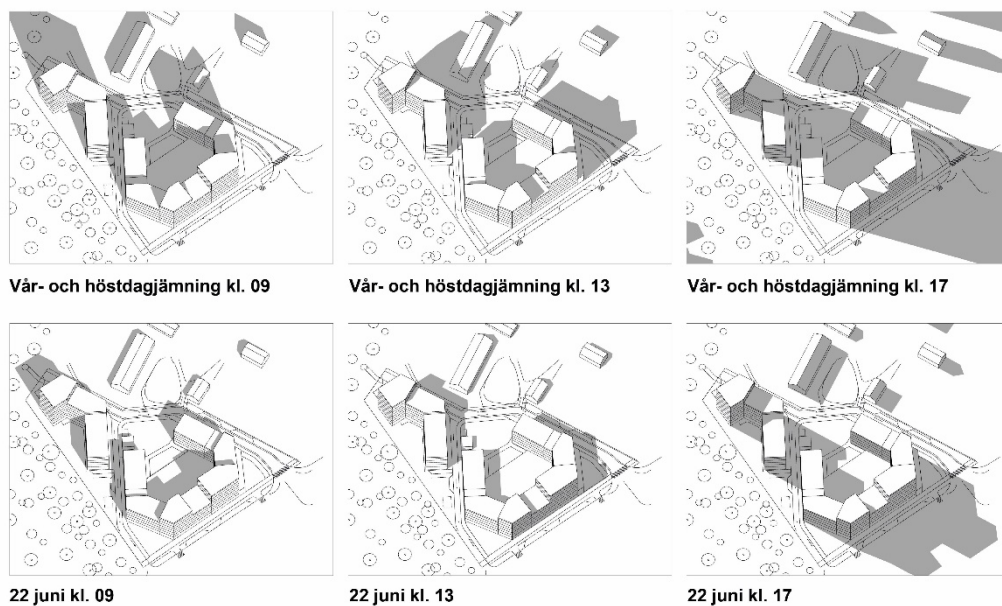 Vår- och höstdagjämning kl. 09
Vår- och höstdagjämning kl. 13
Vår- och höstdagjämning kl. 17
22 juni kl. 09
22 juni kl. 13
22 juni kl. 17